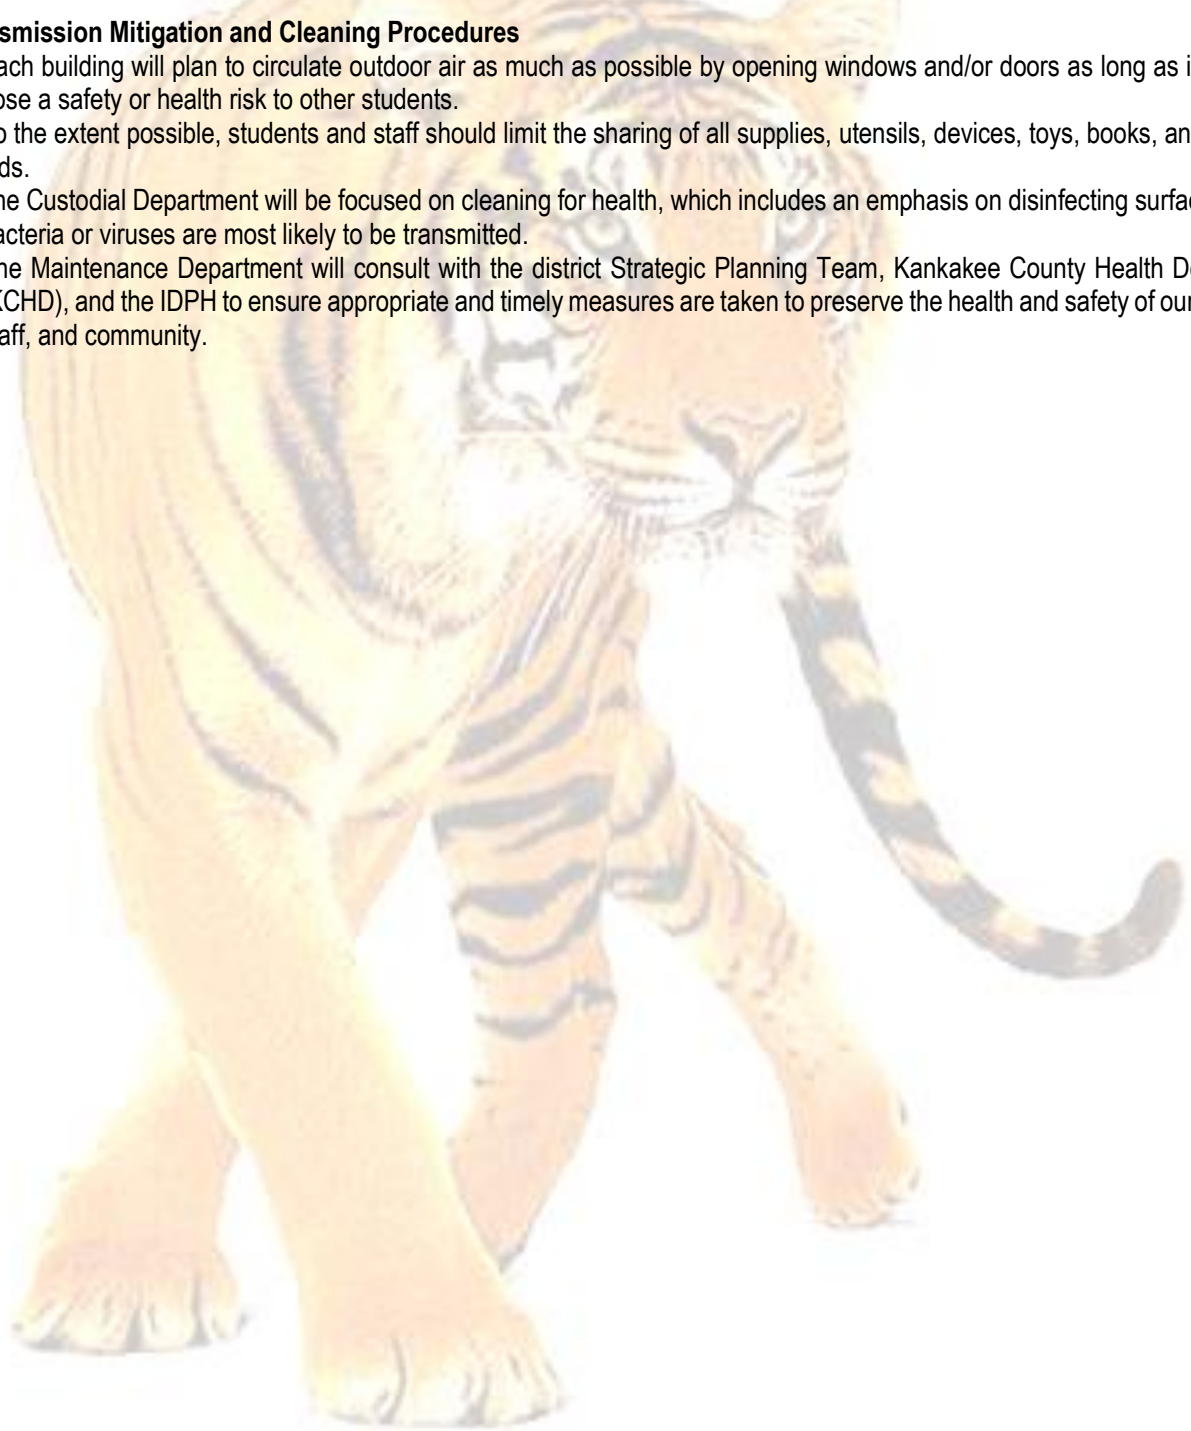 smission Mitigation and Cleaning Procedures
ach building will plan to circulate outdoor air as much as possible by opening windows and/or doors as long as i
ose a safety or health risk to other students.
o the extent possible, students and staff should limit the sharing of all supplies, utensils, devices, toys, books, an
ds.
he Custodial Department will be focused on cleaning for health, which includes an emphasis on disinfecting surfa
acteria or viruses are most likely to be transmitted.
he Maintenance Department will consult with the district Strategic Planning Team, Kankakee County Health D
KCHD), and the IDPH to ensure appropriate and timely measures are taken to preserve the health and safety of our
aff, and community.